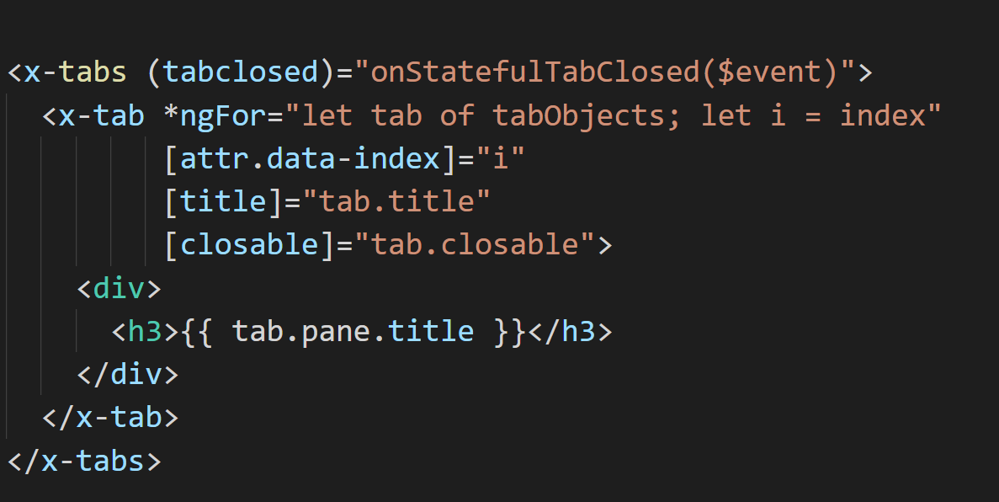 <x-tabs (tabclosed)="onStatefulTabClosed($event)">
  <x-tab *ngFor="let tab of tabObjects; let i = index"
         [attr.data-index]="i"
         [title]="tab.title"
         [closable]="tab.closable">
    <div>
      <h3>{{ tab.pane.title }}</h3>
    </div>
  </x-tab>
</x-tabs>